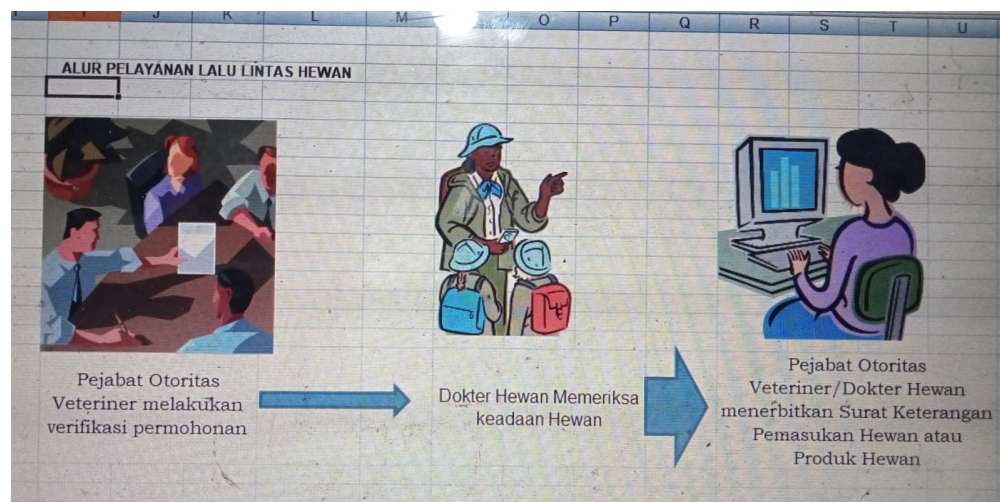 J K L M O P Q R S T U
ALUR PELAYANAN LALU LINTAS HEWAN
Pejabat Otoritas
Veteriner melakukan
verifikasi permohonan
Dokter Hewan Memeriksa
keadaan Hewan
Pejabat Otoritas
Veteriner/Dokter Hewan
menerbitkan Surat Keterangan
Pemasukan Hewan atau
Produk Hewan